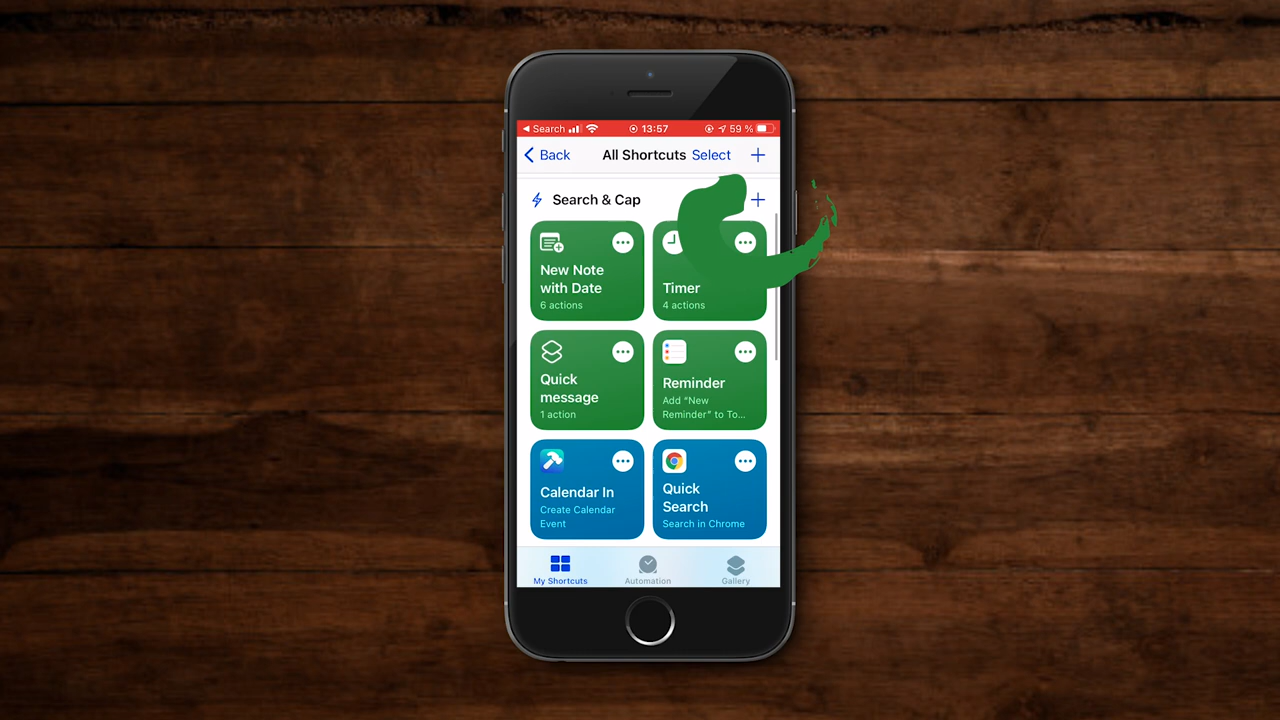 Search 13:57 59 %
Back All Shortcuts Select
Search & Cap
New Note
with Date
6 actions
Timer
4 actions
Quick
message
1 action
Reminder
Add "New
Reminder" to To...
Calendar In
Create Calendar
Event
Quick
Search
Search in Chrome
My Shortcuts Automation Gallery